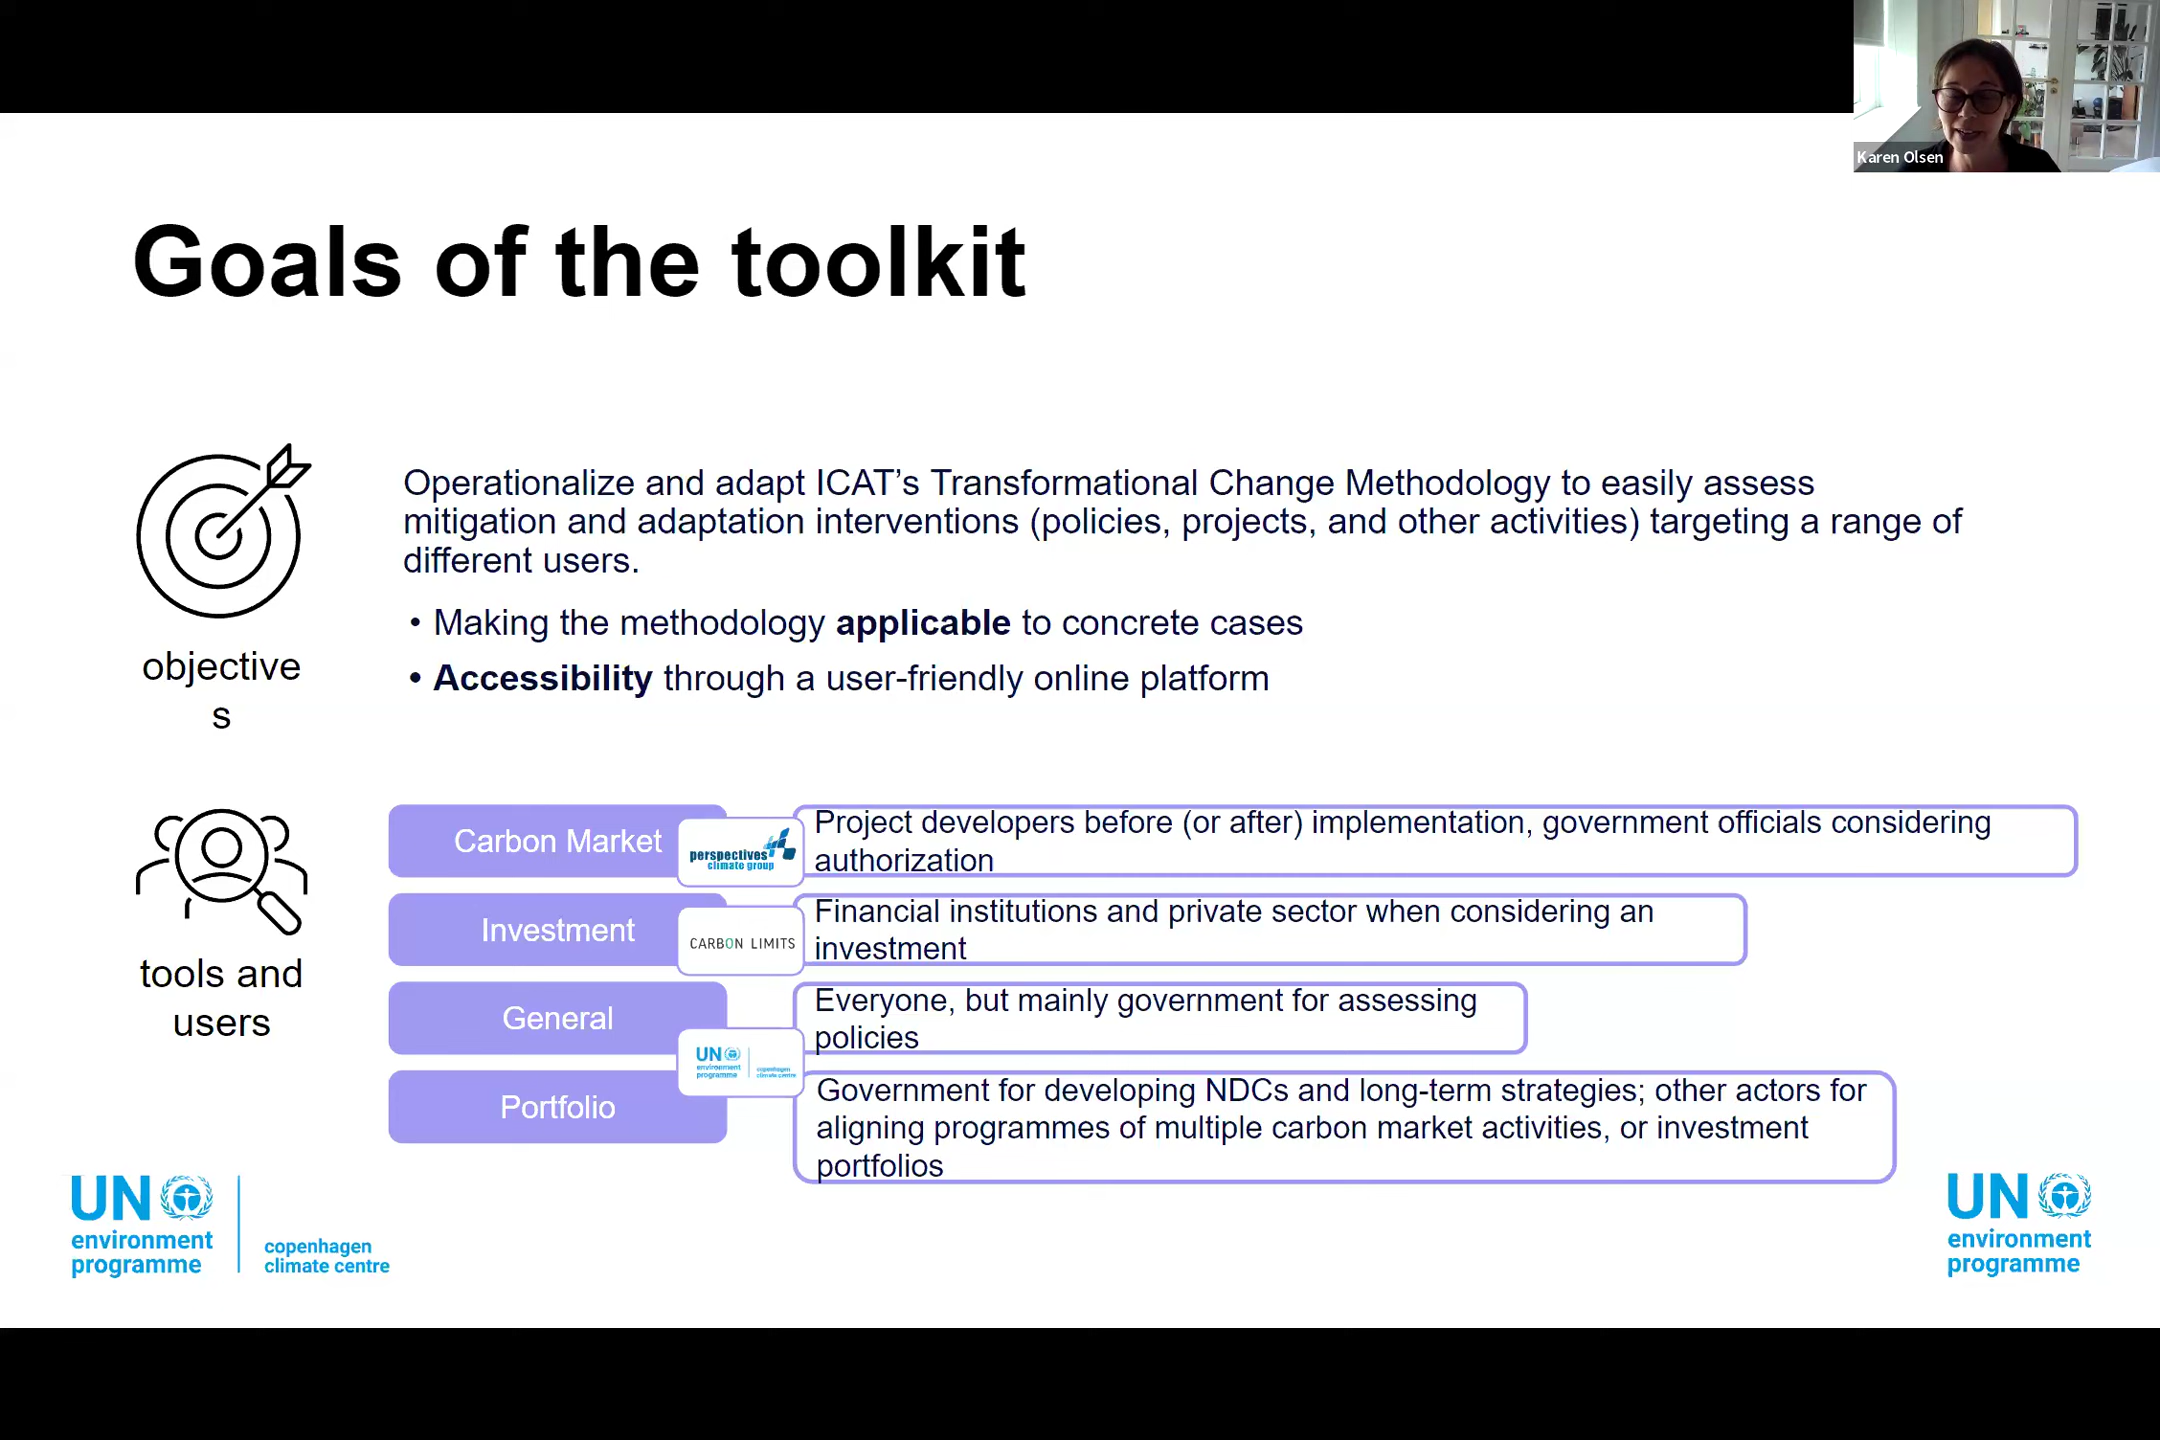 Karen Olsen
Goals of the toolkit
Operationalize and adapt ICAT’s Transformational Change Methodology to easily assess
mitigation and adaptation interventions (policies, projects, and other activities) targeting a range of
different users.
• Making the methodology applicable to concrete cases
• Accessibility through a user-friendly online platform
objective
s
tools and
users
Carbon Market
perspectives
climate group
Project developers before (or after) implementation, government officials considering
authorization
Investment
CARBON LIMITS
Financial institutions and private sector when considering an
investment
General
Everyone, but mainly government for assessing
policies
UN
environment
programme
copenhagen
climate centre
Portfolio
Government for developing NDCs and long-term strategies; other actors for
aligning programmes of multiple carbon market activities, or investment
portfolios
UN
environment
programme
copenhagen
climate centre
UN
environment
programme